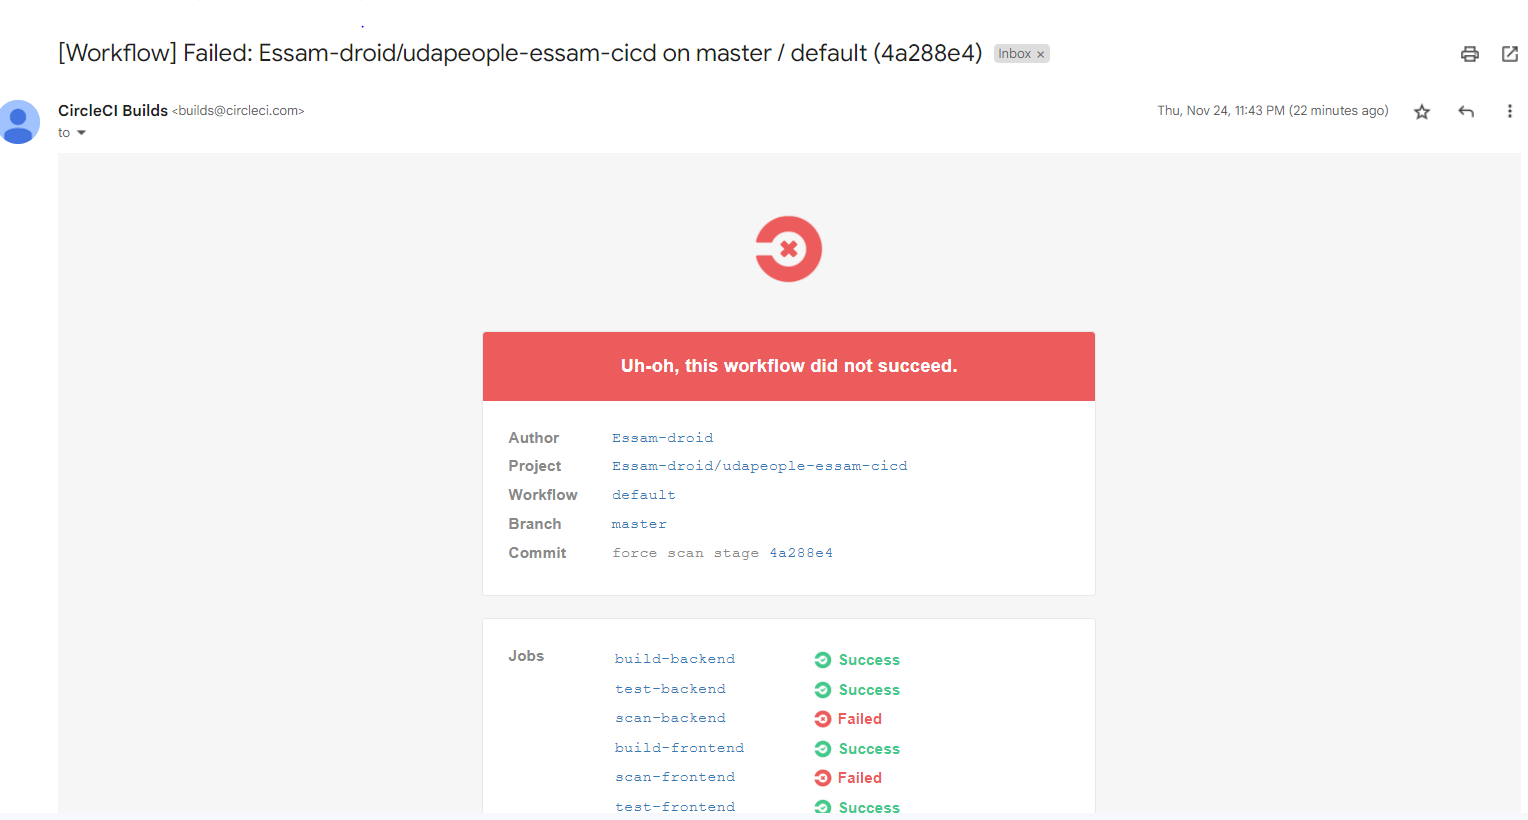 [Workflow] Failed: Essam-droid/udapeople-essam-cicd on master / default (4a288e4) Inbox ×
CircleCI Builds <builds@circleci.com> Thu, Nov 24, 11:43 PM (22 minutes ago)
to
Uh-oh, this workflow did not succeed.
Author Essam-droid
Project Essam-droid/udapeople-essam-cicd
Workflow default
Branch master
Commit force scan stage 4a288e4
Jobs build-backend Success
test-backend Success
scan-backend Failed
build-frontend Success
scan-frontend Failed
test-frontend Success